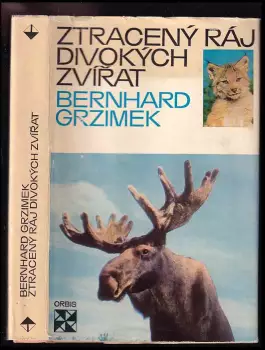 ZTRACENÝ RÁJ
DIVOKÝCH
ZVÍŘAT
BERNHARD
GRZIMEK
ORBIS
BERNHARD GRZIMEK
ZTRACENÝ RÁJ DIVOKÝCH ZVÍŘAT